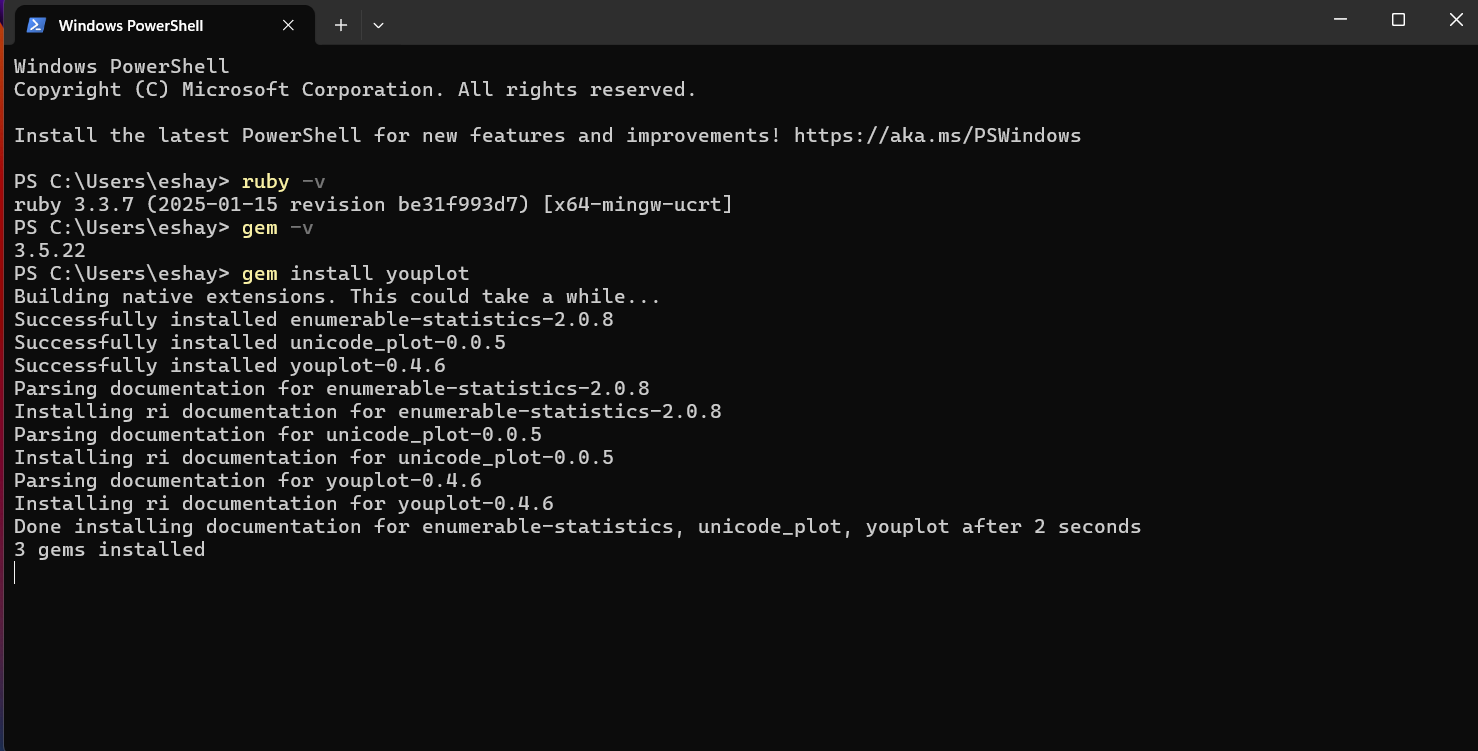 Windows PowerShell
Windows PowerShell
Copyright (C) Microsoft Corporation. All rights reserved.
Install the latest PowerShell for new features and improvements! https://aka.ms/PSWindows
PS C:\Users\eshay> ruby -v
ruby 3.3.7 (2025-01-15 revision be31f993d7) [x64-mingw-ucrt]
PS C:\Users\eshay> gem -v
3.5.22
PS C:\Users\eshay> gem install youplot
Building native extensions. This could take a while...
Successfully installed enumerable-statistics-2.0.8
Successfully installed unicode_plot-0.0.5
Successfully installed youplot-0.4.6
Parsing documentation for enumerable-statistics-2.0.8
Installing ri documentation for enumerable-statistics-2.0.8
Parsing documentation for unicode_plot-0.0.5
Installing ri documentation for unicode_plot-0.0.5
Parsing documentation for youplot-0.4.6
Installing ri documentation for youplot-0.4.6
Done installing documentation for enumerable-statistics, unicode_plot, youplot after 2 seconds
3 gems installed